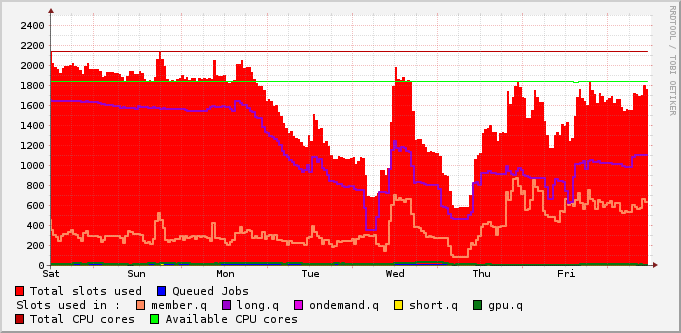 2400
2200
2000
1800
1600
1400
1200
1000
800
600
400
200
0
Sat Sun Mon Tue Wed Thu Fri
RRDTOOL / TOBI OETIKER
Total slots used Queued Jobs
Slots used in : member.q long.q ondemand.q short.q gpu.q
Total CPU cores Available CPU cores